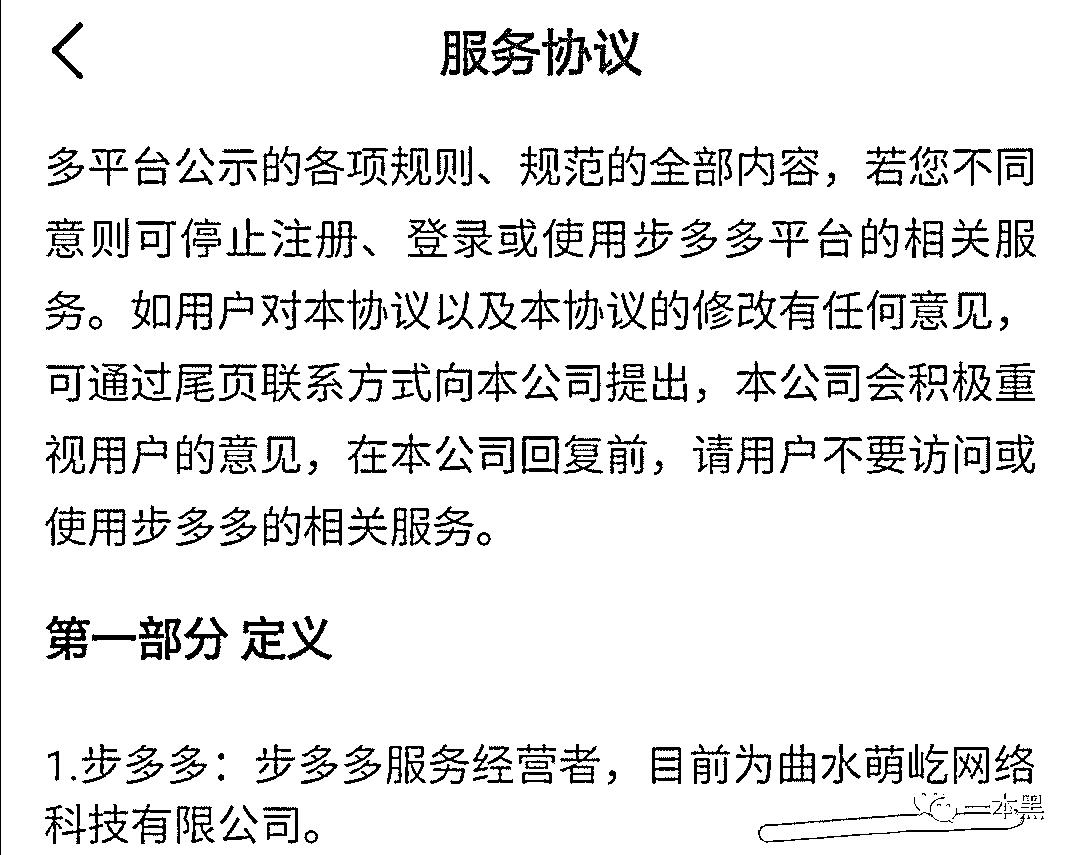 服务协议
多平台公示的各项规则、规范的全部内容，若您不同
意则可停止注册、登录或使用步多多平台的相关服
务。如用户对本协议以及本协议的修改有任何意见，
可通过尾页联系方式向本公司提出，本公司会积极重
视用户的意见，在本公司回复前，请用户不要访问或
使用步多多的相关服务。
第一部分 定义
1.步多多：步多多服务经营者，目前为曲水萌屹网络
科技有限公司。
一本黑